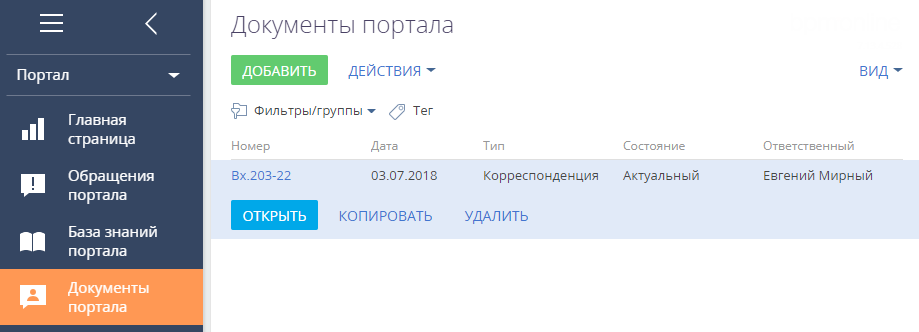 Портал
Главная
страница
Обращения
портала
База знаний
портала
Документы
портала
Документы портала
ДОБАВИТЬ ДЕЙСТВИЯ ВИД
Фильтры/группы Тег
Номер Дата Тип Состояние Ответственный
Вх.203-22 03.07.2018 Корреспонденция Актуальный Евгений Мирный
ОТКРЫТЬ КОПИРОВАТЬ УДАЛИТЬ